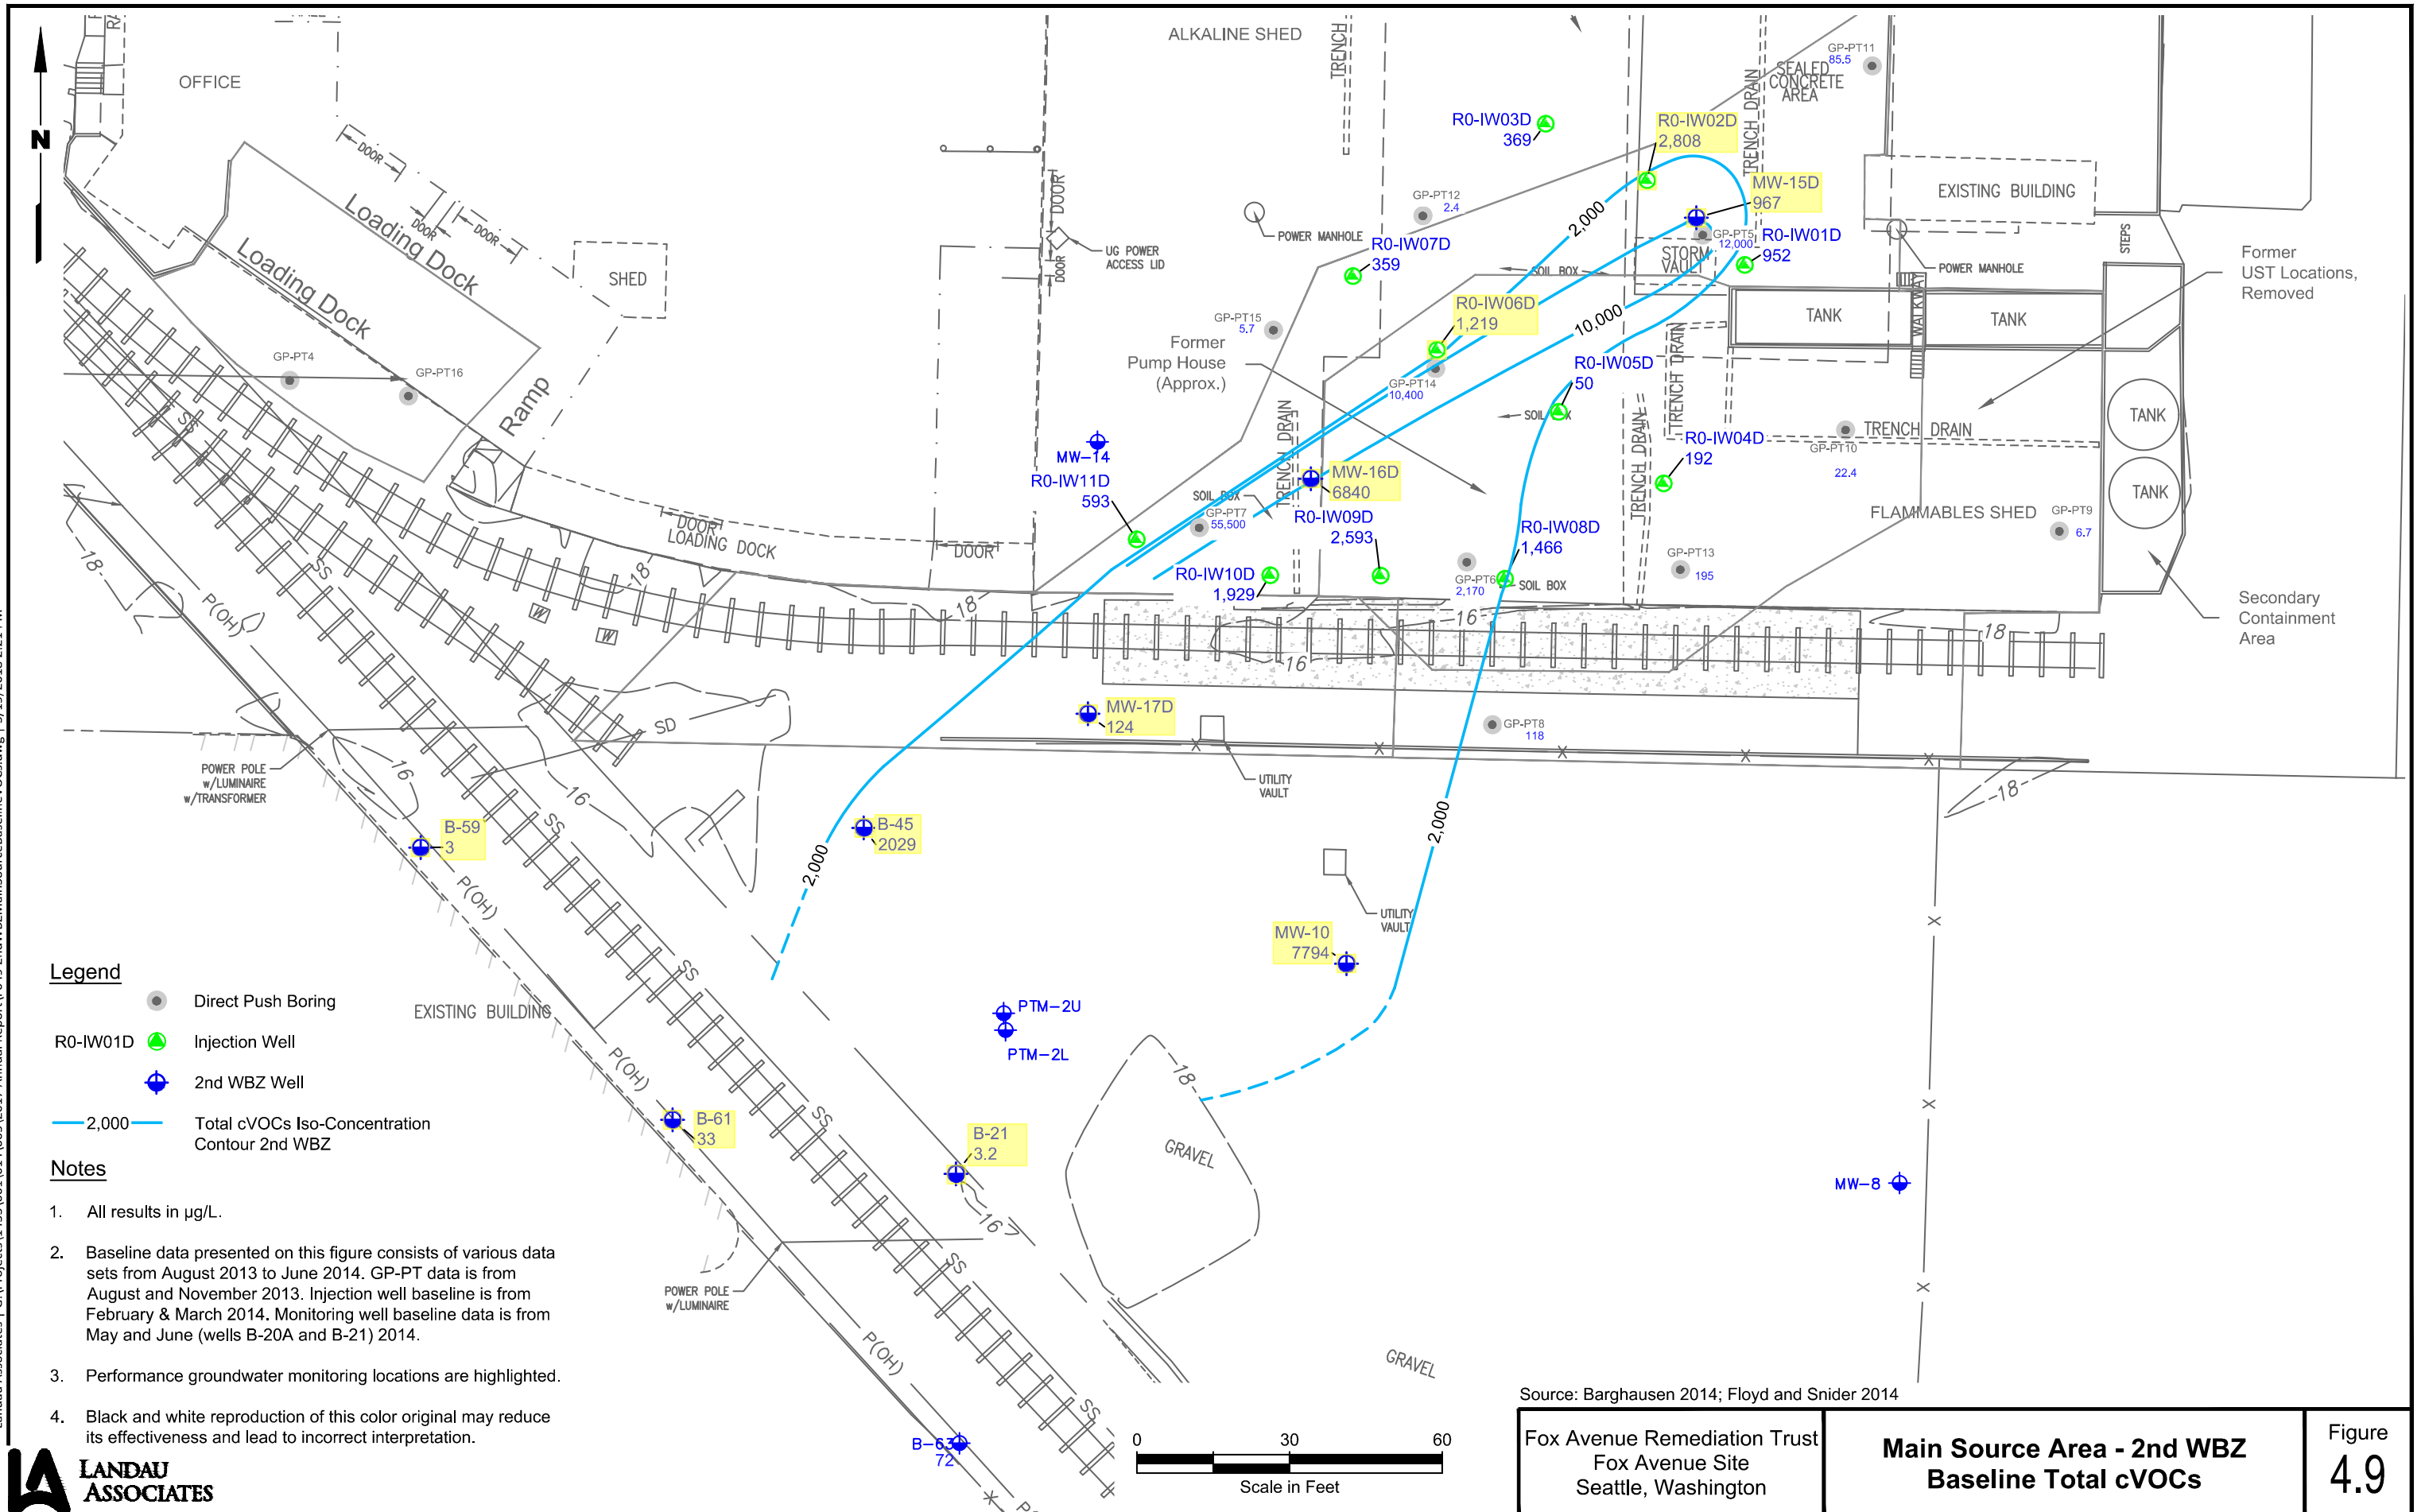 ALKALINE SHED
TRENCH
OFFICE
N
DOOR
DOOR
DOOR
Loading Dock
Loading Dock
SHED
Ramp
GP-PT4
GP-PT16
DOOR
DOOR
UG POWER
ACCESS LID
POWER MANHOLE
GP-PT11
85.5
SEALED
CONCRETE
AREA
TRENCH DRAIN
R0-IW03D
369
R0-IW02D
2,808
MW-15D
967
EXISTING BUILDING
GP-PT12
2.4
2,000
R0-IW07D
359
GP-PT5
12,000
R0-IW01D
952
STORM
VAULT
SOIL BOX
POWER MANHOLE
STEPS
Former
UST Locations,
Removed
WALKWAY
TANK
TANK
R0-IW06D
1,219
10,000
GP-PT15
5.7
Former
Pump House
(Approx.)
GP-PT14
10,400
R0-IW05D
50
TRENCH DRAIN
TANK
TANK
MW-14
R0-IW11D
593
TRENCH DRAIN
MW-16D
6840
SOIL BOX
TRENCH DRAIN
R0-IW04D
192
TRENCH DRAIN
GP-PT10
22.4
FLAMMABLES SHED
GP-PT9
6.7
SOIL BOX
GP-PT7
55,500
R0-IW09D
2,593
R0-IW08D
1,466
GP-PT13
195
R0-IW10D
1,929
GP-PT6
2,170
SOIL BOX
DOOR
LOADING DOCK
DOOR
18
18
18
16
16
18
Secondary
Containment
Area
SS
SS
P(OH)
W
W
SD
MW-17D
124
GP-PT8
118
UTILITY
VAULT
X
X
X
X
X
18
POWER POLE
w/LUMINAIRE
w/TRANSFORMER
16
16
B-59
3
B-45
2029
2,000
2,000
SS
P(OH)
UTILITY
VAULT
MW-10
7794
X
SS
PTM-2U
PTM-2L
EXISTING BUILDING
P(OH)
18
GRAVEL
B-61
33
B-21
3.2
SS
X
MW-8
16
SS
X
POWER POLE
w/LUMINAIRE
P(OH)
GRAVEL
SS
B-63
72
Legend
Direct Push Boring
R0-IW01D
Injection Well
2nd WBZ Well
2,000
Total cVOCs Iso-Concentration
Contour 2nd WBZ
Notes
1. All results in µg/L.
2. Baseline data presented on this figure consists of various data
sets from August 2013 to June 2014. GP-PT data is from
August and November 2013. Injection well baseline is from
February & March 2014. Monitoring well baseline data is from
May and June (wells B-20A and B-21) 2014.
3. Performance groundwater monitoring locations are highlighted.
4. Black and white reproduction of this color original may reduce
its effectiveness and lead to incorrect interpretation.
LA
LANDAU
ASSOCIATES
0 30 60
Scale in Feet
Source: Barghausen 2014; Floyd and Snider 2014
Fox Avenue Remediation Trust
Fox Avenue Site
Seattle, Washington
Main Source Area - 2nd WBZ
Baseline Total cVOCs
Figure
4.9